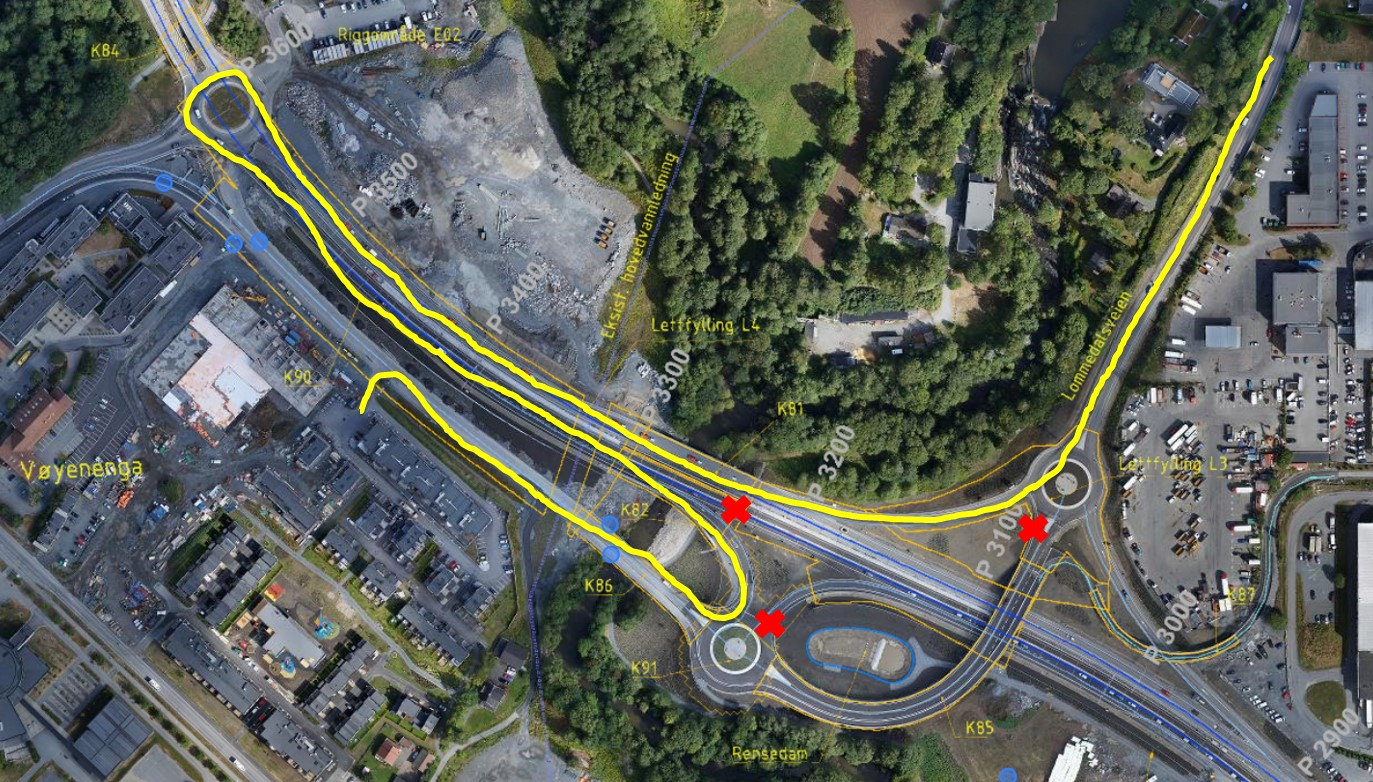 K84
P 3600
Riggområde E02
P 3500
Eksist. hovedvannledning
P 3400
Lettfylling L4
Lommedalsveien
P 3300
K90
K81
Vøyenenga
P 3200
Lettfylling L3
K82
P 3100
K86
K87
P 3000
K91
K85
Rensedam
P 2900